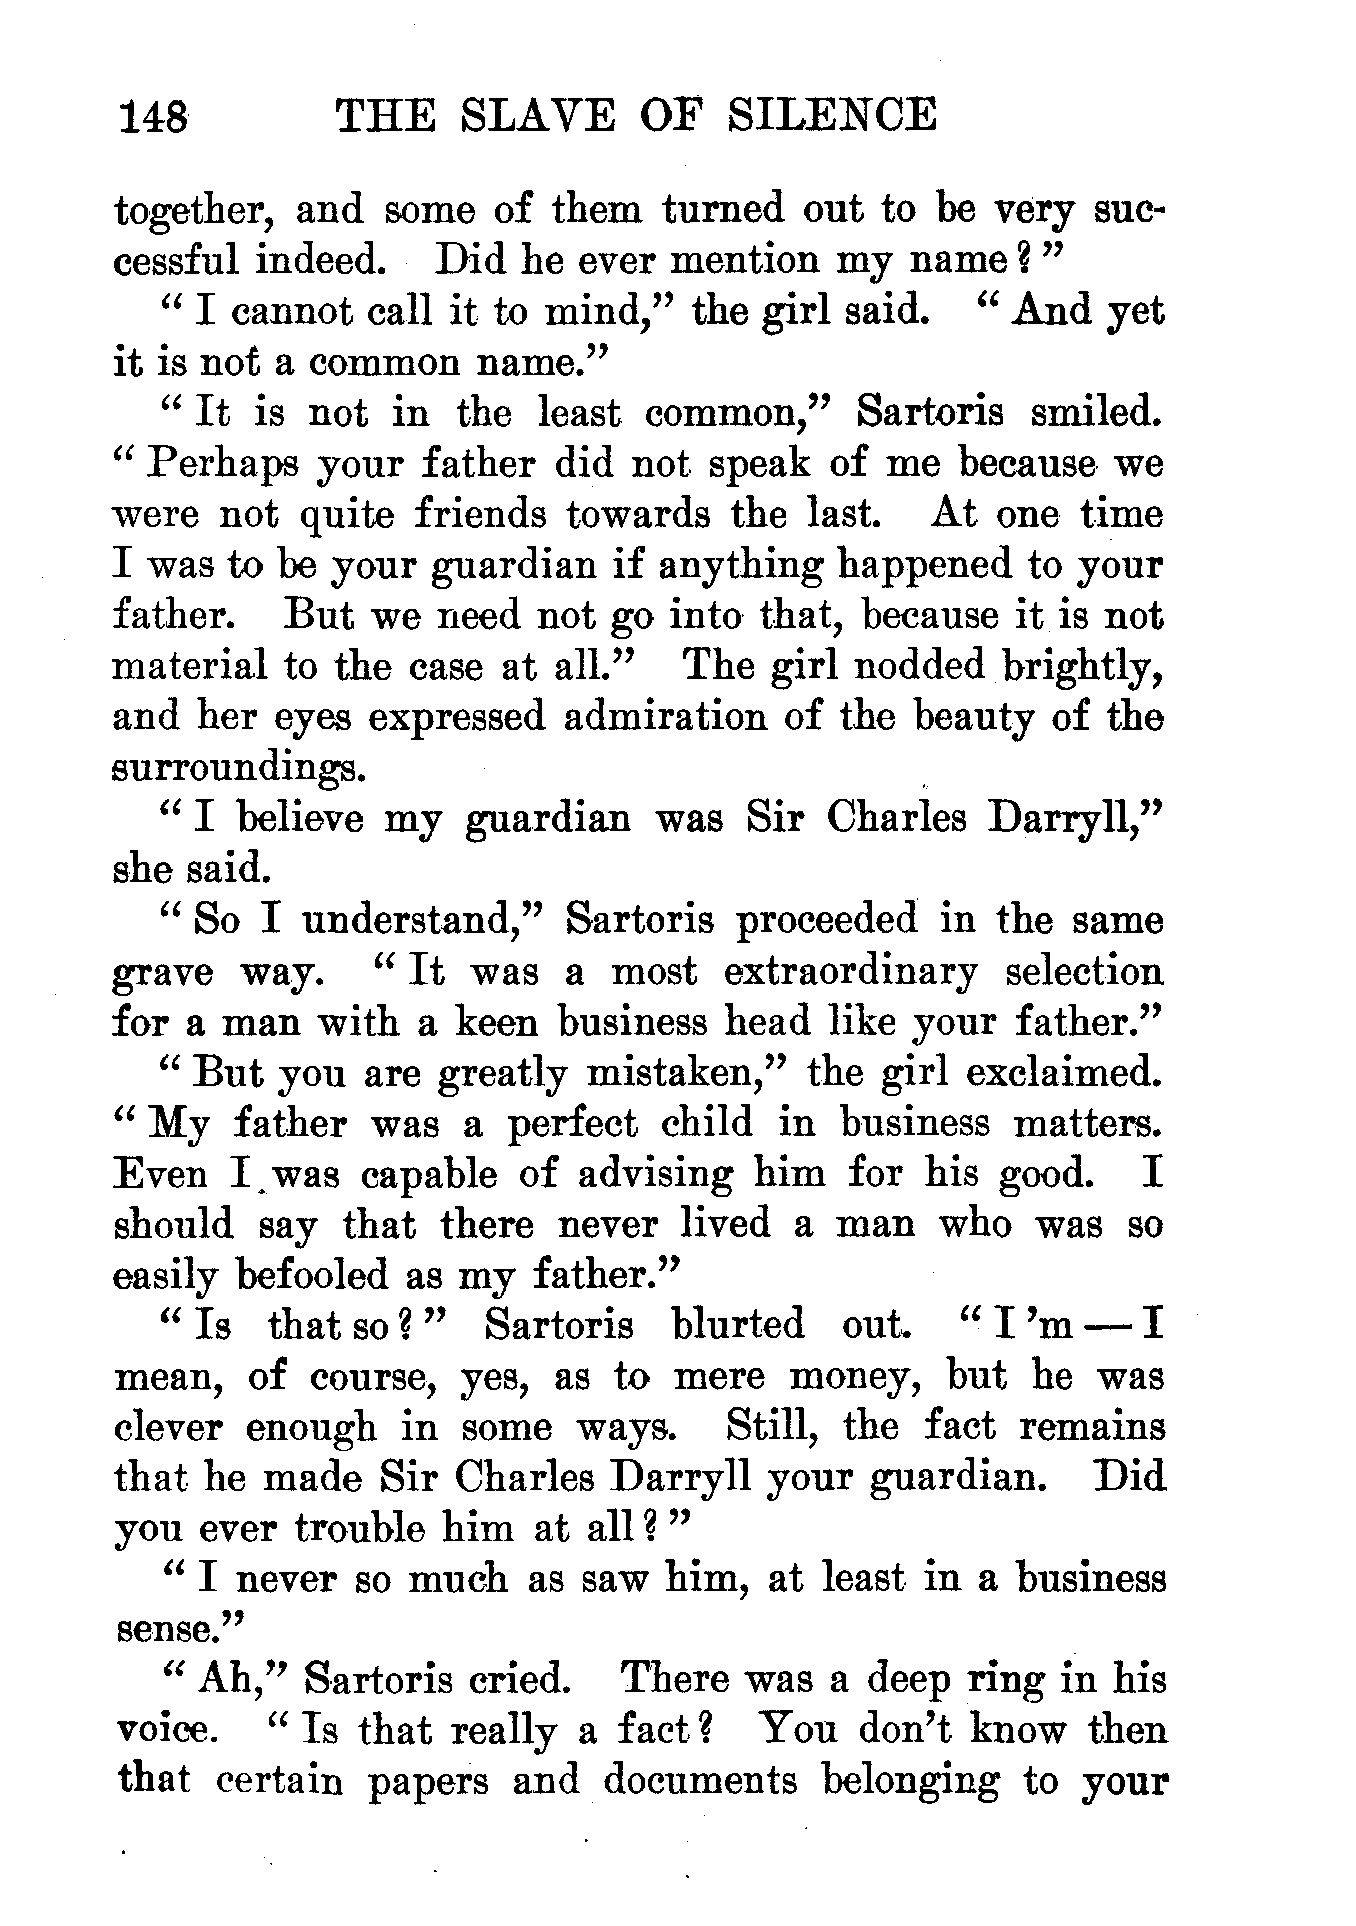 148 THE SLAVE OF SILENCE
together, and some of them turned out to be very suc-
cessful indeed. Did he ever mention my name?"
"I cannot call it to mind," the girl said. "And yet
it is not a common name."
"It is not in the least common," Sartoris smiled.
"Perhaps your father did not speak of me because we
were not quite friends towards the last. At one time
I was to be your guardian if anything happened to your
father. But we need not go into that, because it is not
material to the case at all." The girl nodded brightly,
and her eyes expressed admiration of the beauty of the
surroundings.
"I believe my guardian was Sir Charles Darryll,"
she said.
"So I understand," Sartoris proceeded in the same
grave way. "It was a most extraordinary selection
for a man with a keen business head like your father."
"But you are greatly mistaken," the girl exclaimed.
"My father was a perfect child in business matters.
Even I was capable of advising him for his good. I
should say that there never lived a man who was so
easily befooled as my father."
"Is that so?" Sartoris blurted out. "I'm — I
mean, of course, yes, as to mere money, but he was
clever enough in some ways. Still, the fact remains
that he made Sir Charles Darryll your guardian. Did
you ever trouble him at all?"
"I never so much as saw him, at least in a business
sense."
"Ah," Sartoris cried. There was a deep ring in his
voice. "Is that really a fact? You don't know then
that certain papers and documents belonging to your